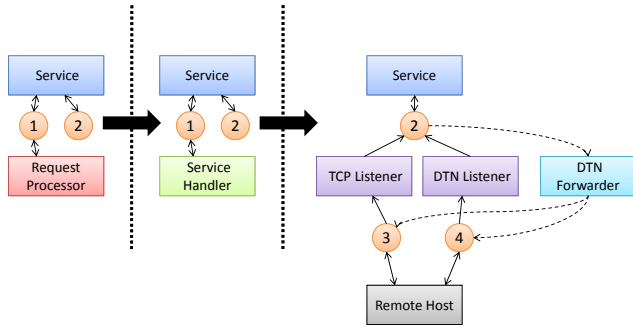 Service
1
2
Request
Processor
Service
1
2
Service
Handler
Service
2
TCP Listener
DTN Listener
DTN
Forwarder
3
4
Remote Host